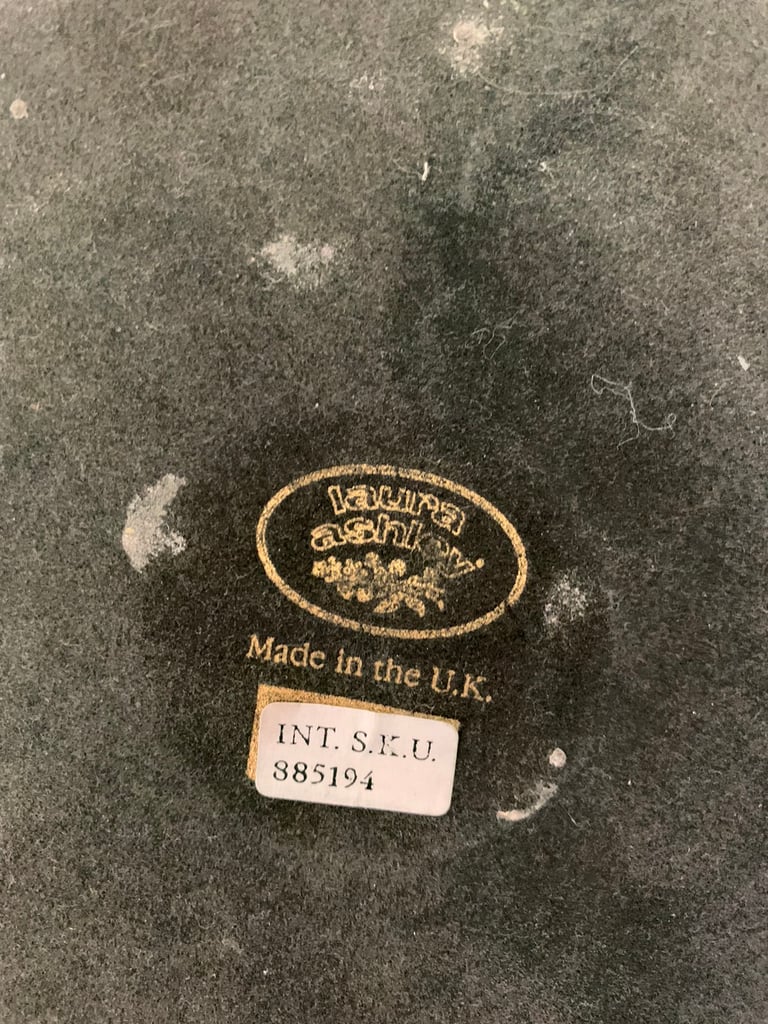 laura
ashley
Made in the U.K.
INT. S.K.U.
885194